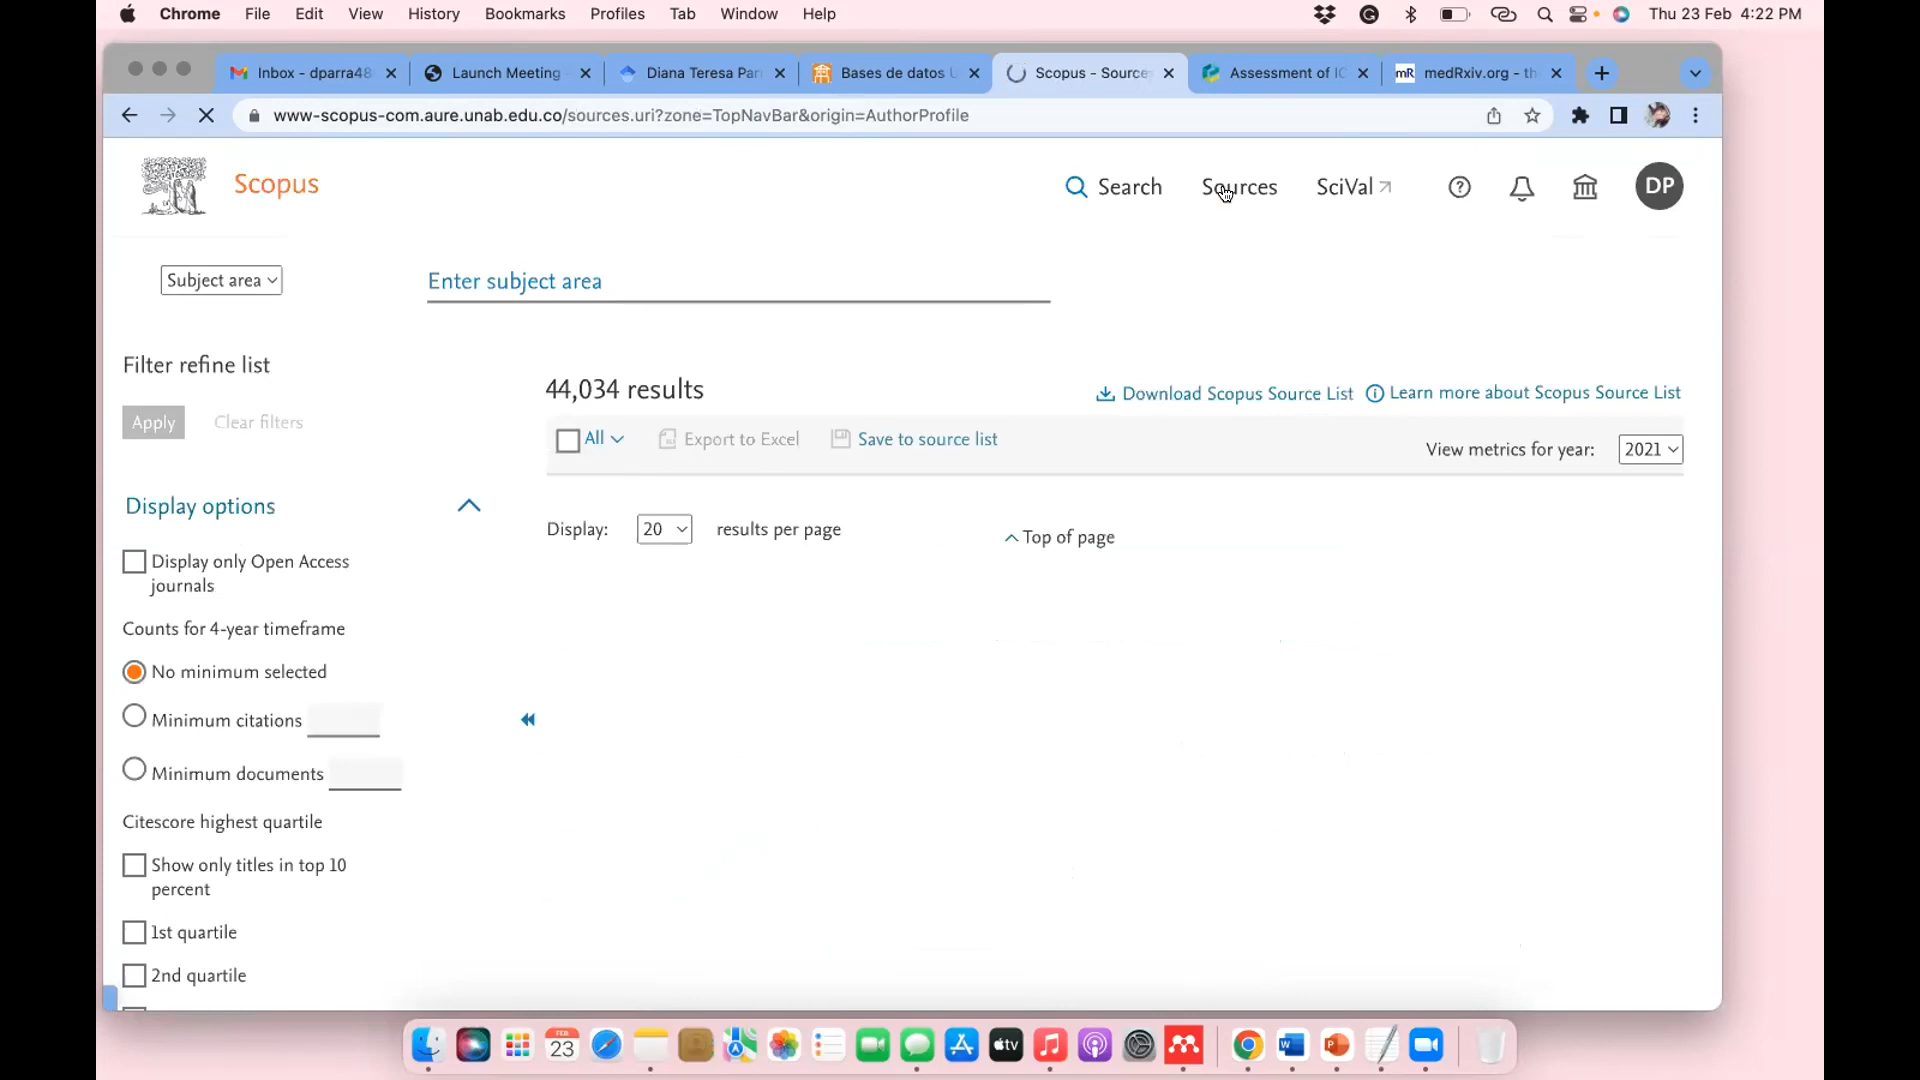 Chrome File Edit View History Bookmarks Profiles Tab Window Help Thu 23 Feb 4:22 PM
Inbox - dparra48 Launch Meeting Diana Teresa Par Bases de datos U Scopus - Source Assessment of IC mR medRxiv.org - th
www-scopus-com.aure.unab.edu.co/sources.uri?zone=TopNavBar&origin=AuthorProfile
Scopus Search Sources SciVal DP
Subject area Enter subject area
Filter refine list
44,034 results Download Scopus Source List Learn more about Scopus Source List
Apply Clear filters
All Export to Excel Save to source list View metrics for year: 2021
Display options
Display: 20 results per page Top of page
Display only Open Access
journals
Counts for 4-year timeframe
No minimum selected
Minimum citations
Minimum documents
Citescore highest quartile
Show only titles in top 10
percent
1st quartile
2nd quartile
FEB
23
tv
W
P